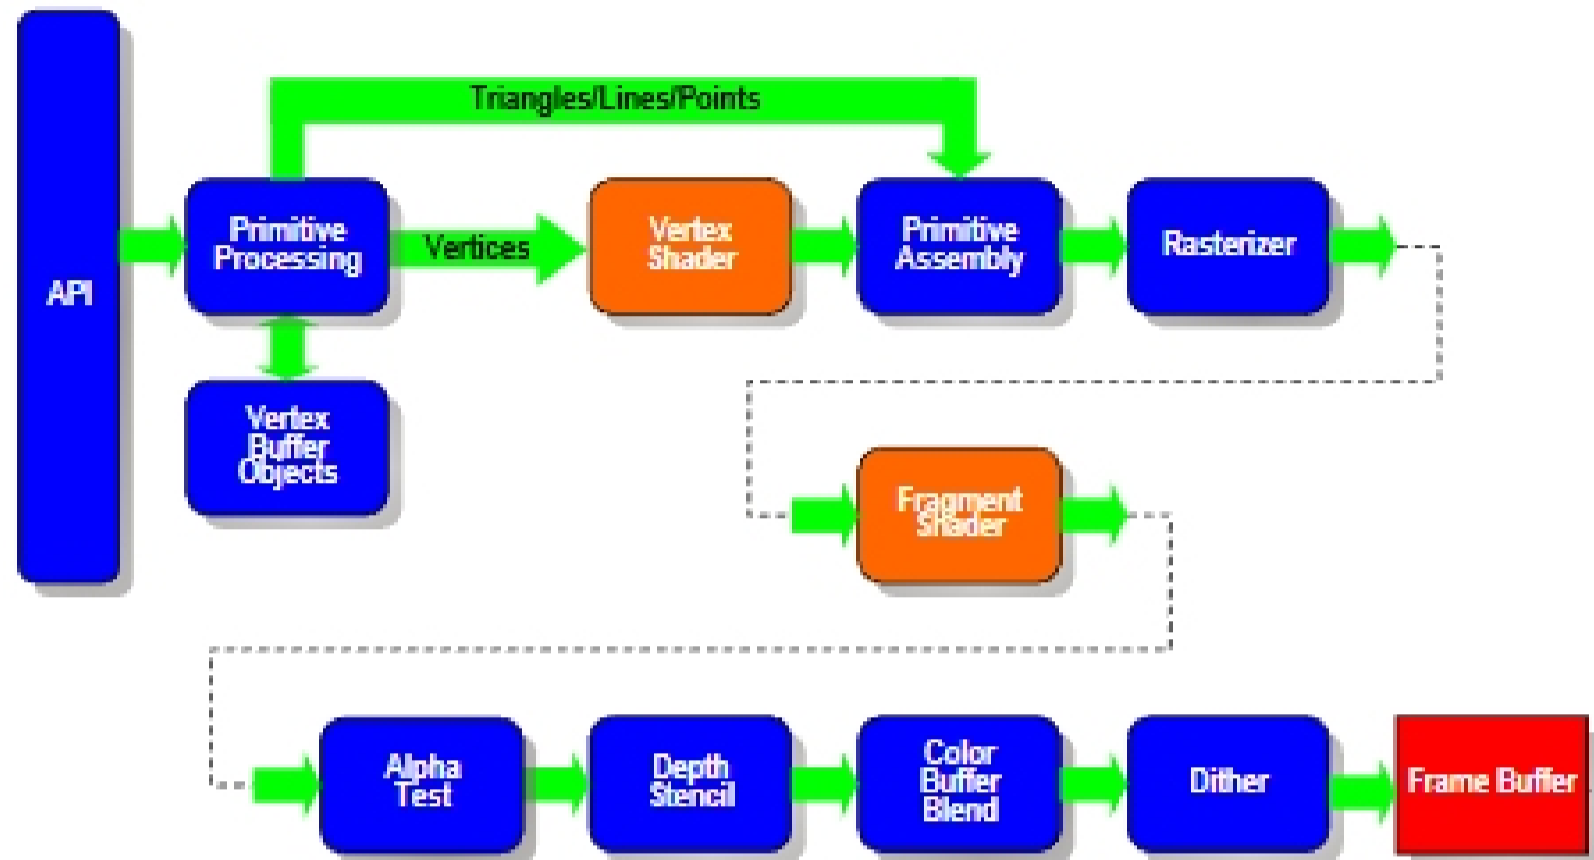 Triangles/Lines/Points
API
Primitive
Processing
Vertices
Vertex
Shader
Primitive
Assembly
Rasterizer
Vertex
Buffer
Objects
Fragment
Shader
Alpha
Test
Depth
Stencil
Color
Buffer
Blend
Dither
Frame Buffer